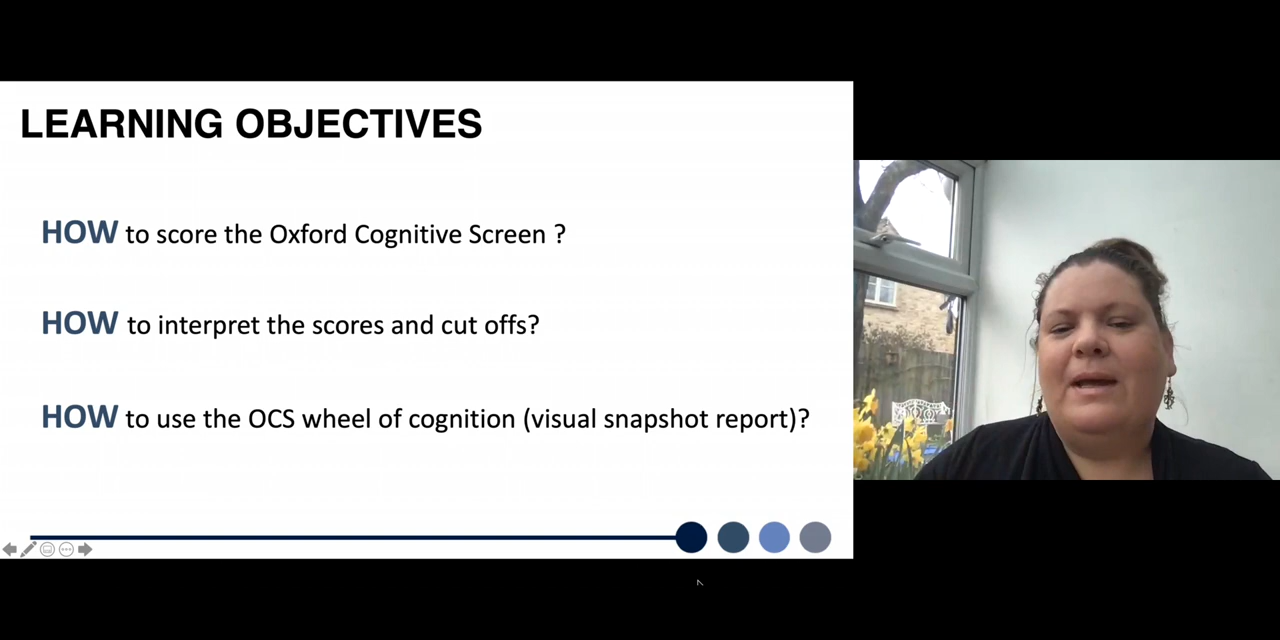 LEARNING OBJECTIVES
HOW to score the Oxford Cognitive Screen ?
HOW to interpret the scores and cut offs?
HOW to use the OCS wheel of cognition (visual snapshot report)?